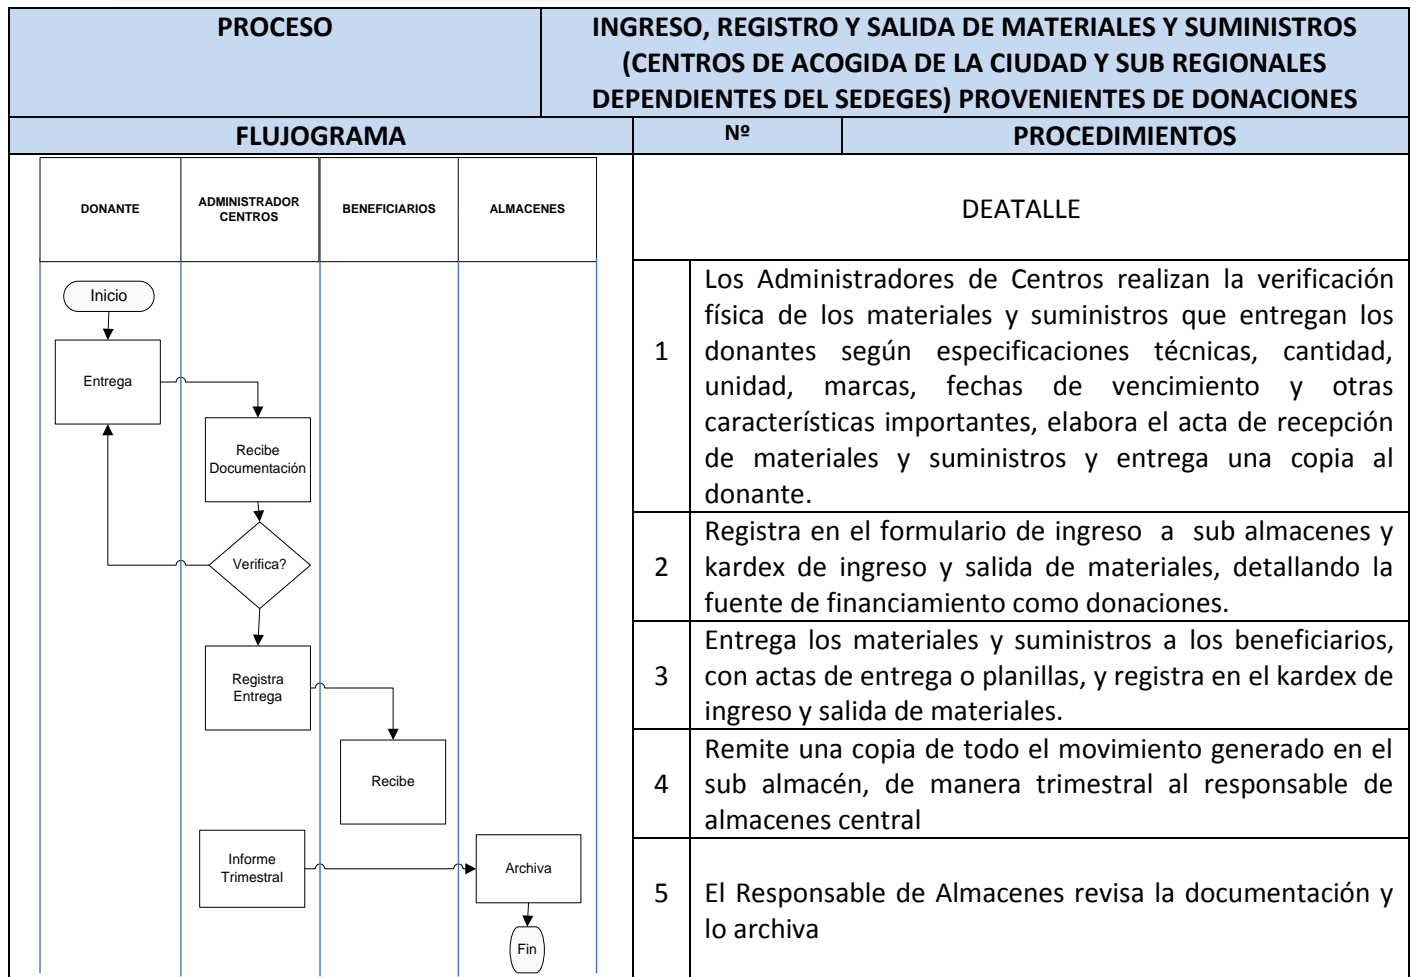 PROCESO
INGRESO, REGISTRO Y SALIDA DE MATERIALES Y SUMINISTROS
(CENTROS DE ACOGIDA DE LA CIUDAD Y SUB REGIONALES
DEPENDIENTES DEL SEDEGES) PROVENIENTES DE DONACIONES
FLUJOGRAMA
Nº
PROCEDIMIENTOS
DONANTE
ADMINISTRADOR
CENTROS
BENEFICIARIOS
ALMACENES
Inicio
Entrega
Recibe
Documentación
Verifica?
Registra
Entrega
Recibe
Informe
Trimestral
Archiva
Fin
DEATALLE
1
Los Administradores de Centros realizan la verificación
física de los materiales y suministros que entregan los
donantes según especificaciones técnicas, cantidad,
unidad, marcas, fechas de vencimiento y otras
características importantes, elabora el acta de recepción
de materiales y suministros y entrega una copia al
donante.
2
Registra en el formulario de ingreso a sub almacenes y
kardex de ingreso y salida de materiales, detallando la
fuente de financiamiento como donaciones.
3
Entrega los materiales y suministros a los beneficiarios,
con actas de entrega o planillas, y registra en el kardex de
ingreso y salida de materiales.
4
Remite una copia de todo el movimiento generado en el
sub almacén, de manera trimestral al responsable de
almacenes central
5
El Responsable de Almacenes revisa la documentación y
lo archiva